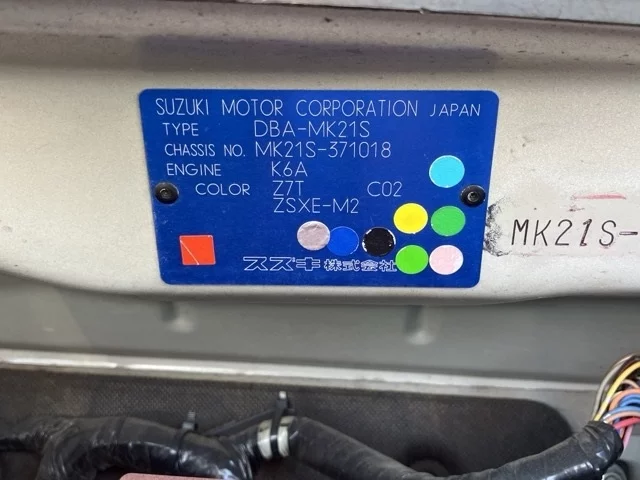 SUZUKI MOTOR CORPORATION JAPAN
TYPE DBA-MK21S
CHASSIS NO. MK21S-371018
ENGINE K6A
COLOR Z7T C02
ZSXE-M2
スズキ株式会社
MK21S-